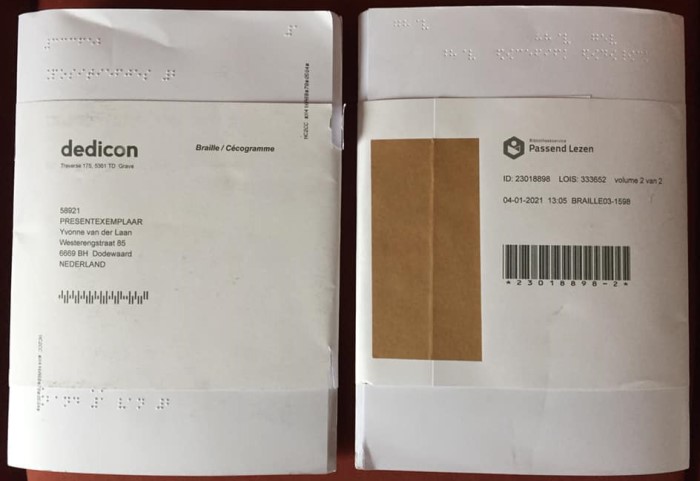 dedicon
Traverse 175, 5361 TD Grave
Braille / Cécogramme
58921
PRESENTEXEMPLAAR
Yvonne van der Laan
Westerengstraat 85
6669 BH Dodewaard
NEDERLAND
Bibliotheekservice
Passend Lezen
ID: 23018898 LOIS: 333652 volume 2 van 2
04-01-2021 13:05 BRAILLE03-1598
*23018898-2*